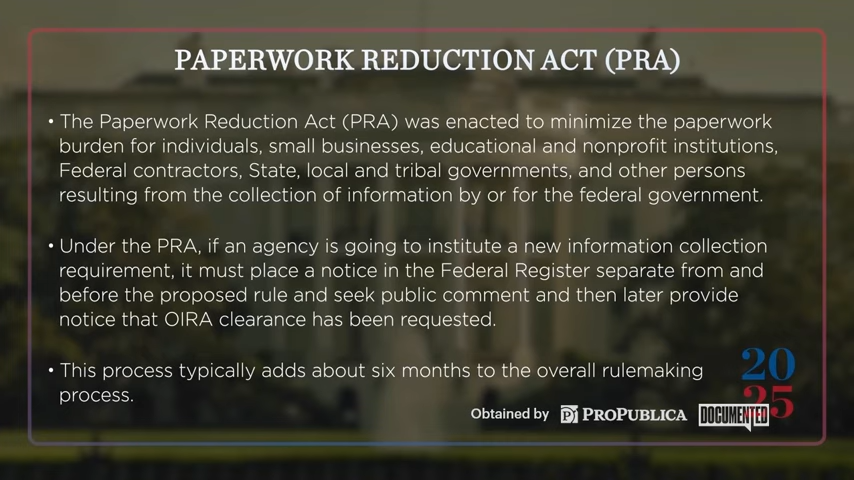 PAPERWORK REDUCTION ACT (PRA)
• The Paperwork Reduction Act (PRA) was enacted to minimize the paperwork
burden for individuals, small businesses, educational and nonprofit institutions,
Federal contractors, State, local and tribal governments, and other persons
resulting from the collection of information by or for the federal government.
• Under the PRA, if an agency is going to institute a new information collection
requirement, it must place a notice in the Federal Register separate from and
before the proposed rule and seek public comment and then later provide
notice that OIRA clearance has been requested.
• This process typically adds about six months to the overall rulemaking
process.
20
25
Obtained by PROPUBLICA DOCUMENTED